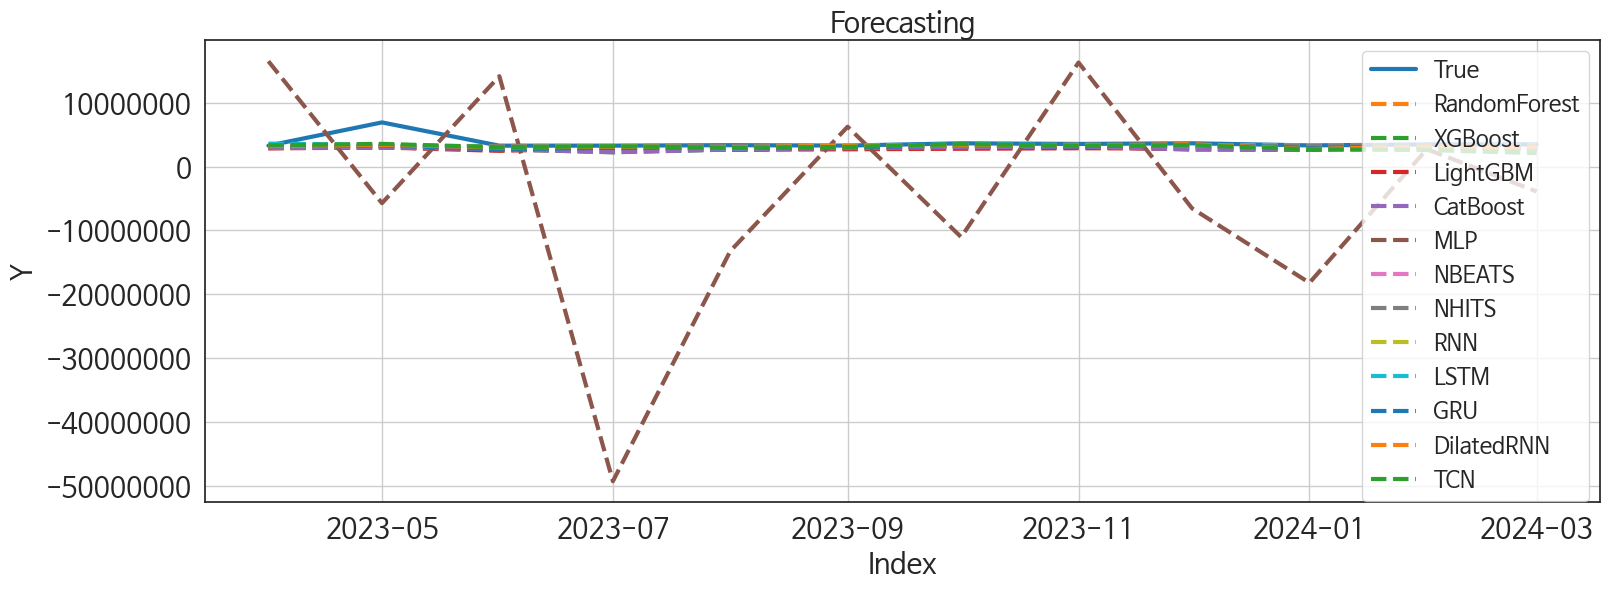 Forecasting
Y
10000000
0
−10000000
−20000000
−30000000
−40000000
−50000000
2023−05 2023−07 2023−09 2023−11 2024−01 2024−03
Index
True
RandomForest
XGBoost
LightGBM
CatBoost
MLP
NBEATS
NHITS
RNN
LSTM
GRU
DilatedRNN
TCN